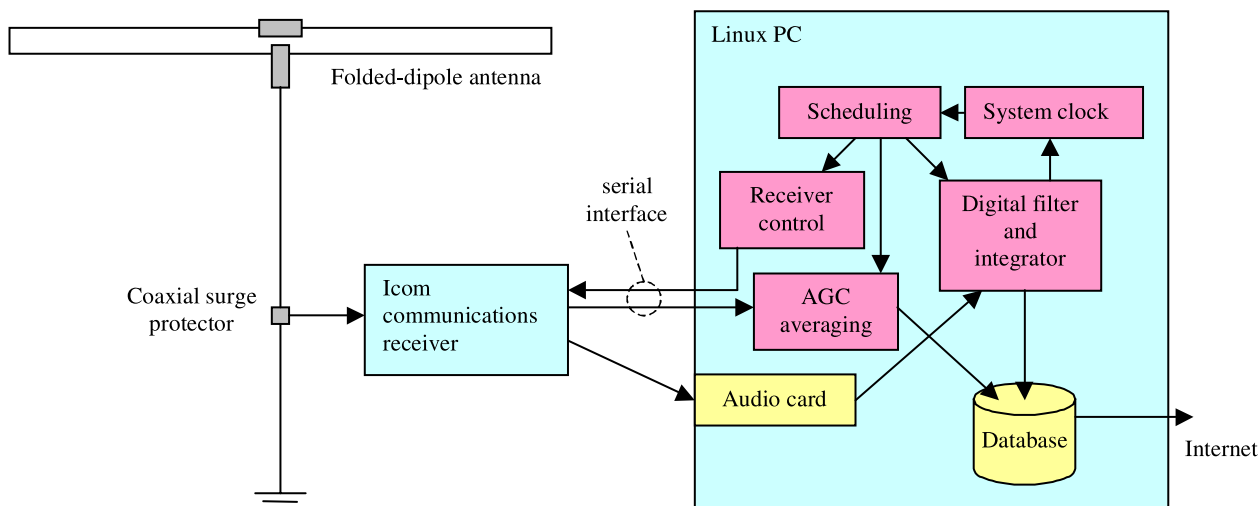 Linux PC
Folded-dipole antenna
Scheduling
System clock
serial
interface
Receiver
control
Digital filter
and
integrator
Coaxial surge
protector
Icom
communications
receiver
AGC
averaging
Audio card
Database
Internet